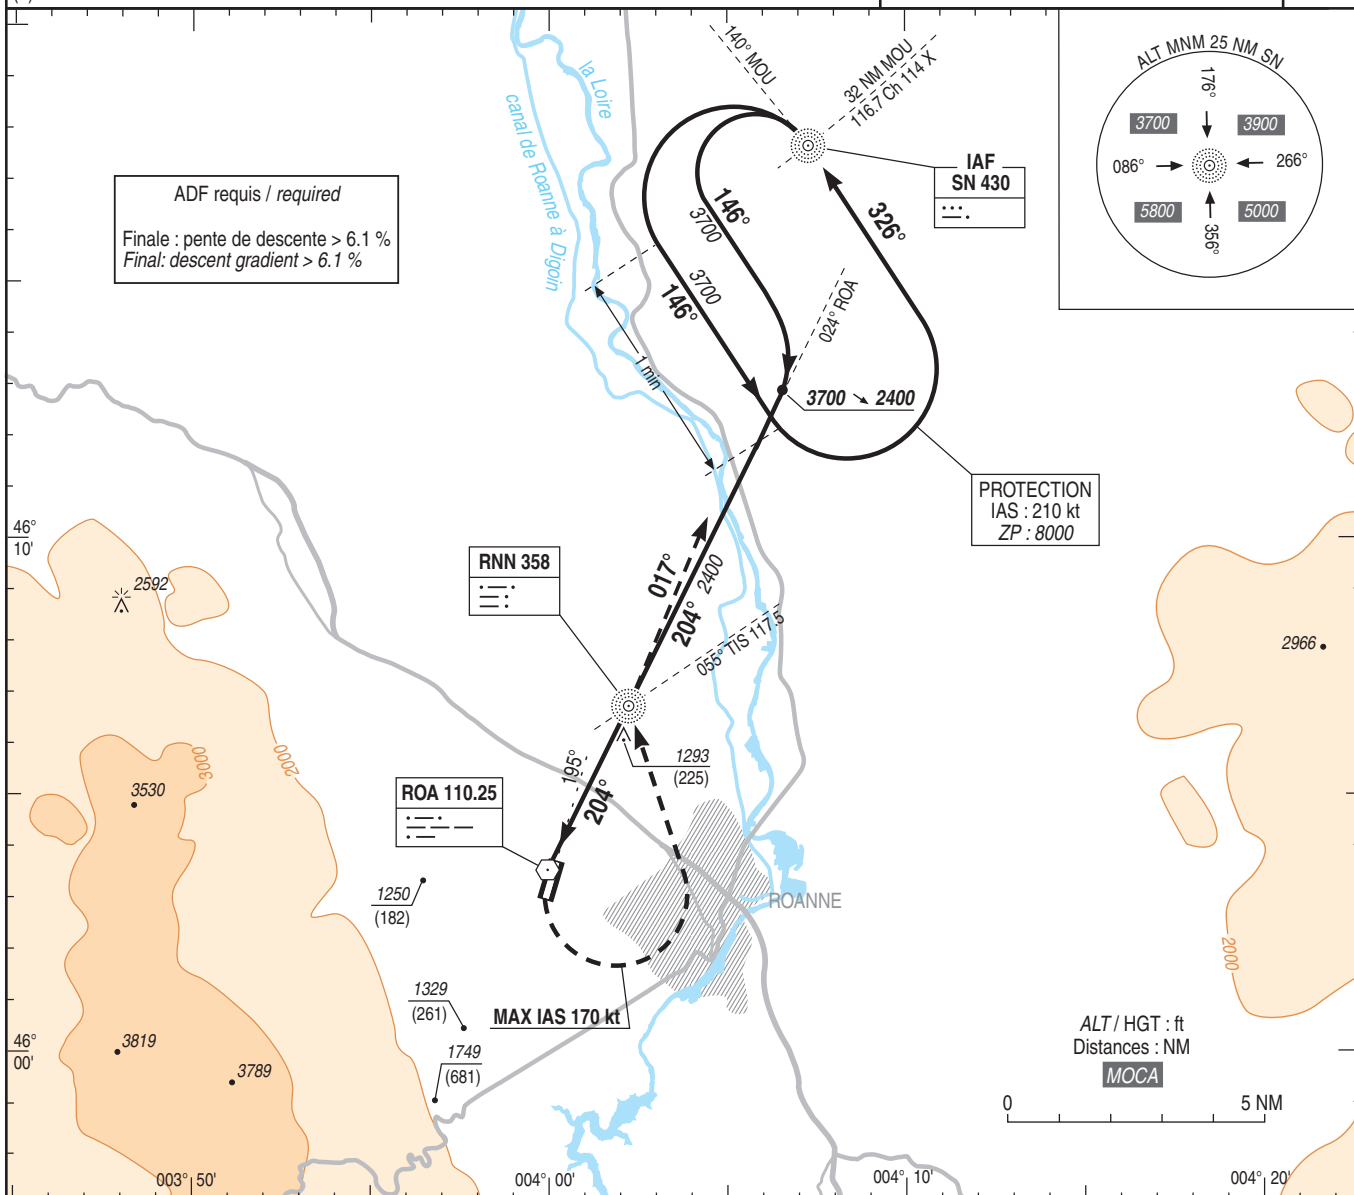 140° MOU
32 NM MOU
116.7 Ch 114 X
ALT MNM 25 NM SN
176°
3700
3900
086°
266°
5800
5000
356°
la Loire
canal de Roanne à Digoin
IAF
SN 430
ADF requis / required
Finale : pente de descente > 6.1 %
Final: descent gradient > 6.1 %
146°
3700
326°
3700
146°
024° ROA
1 min
3700 ↘ 2400
PROTECTION
IAS : 210 kt
ZP : 8000
46°
10'
RNN 358
2592
017°
2400
204°
055° TIS 117.5
2966
3000
2000
1293
(225)
195°
204°
3530
ROA 110.25
1250
(182)
ROANNE
2000
1329
(261)
MAX IAS 170 kt
ALT / HGT : ft
Distances : NM
MOCA
46°
00'
3819
3789
1749
(681)
0
5 NM
003° 50'
004° 00'
004° 10'
004° 20'